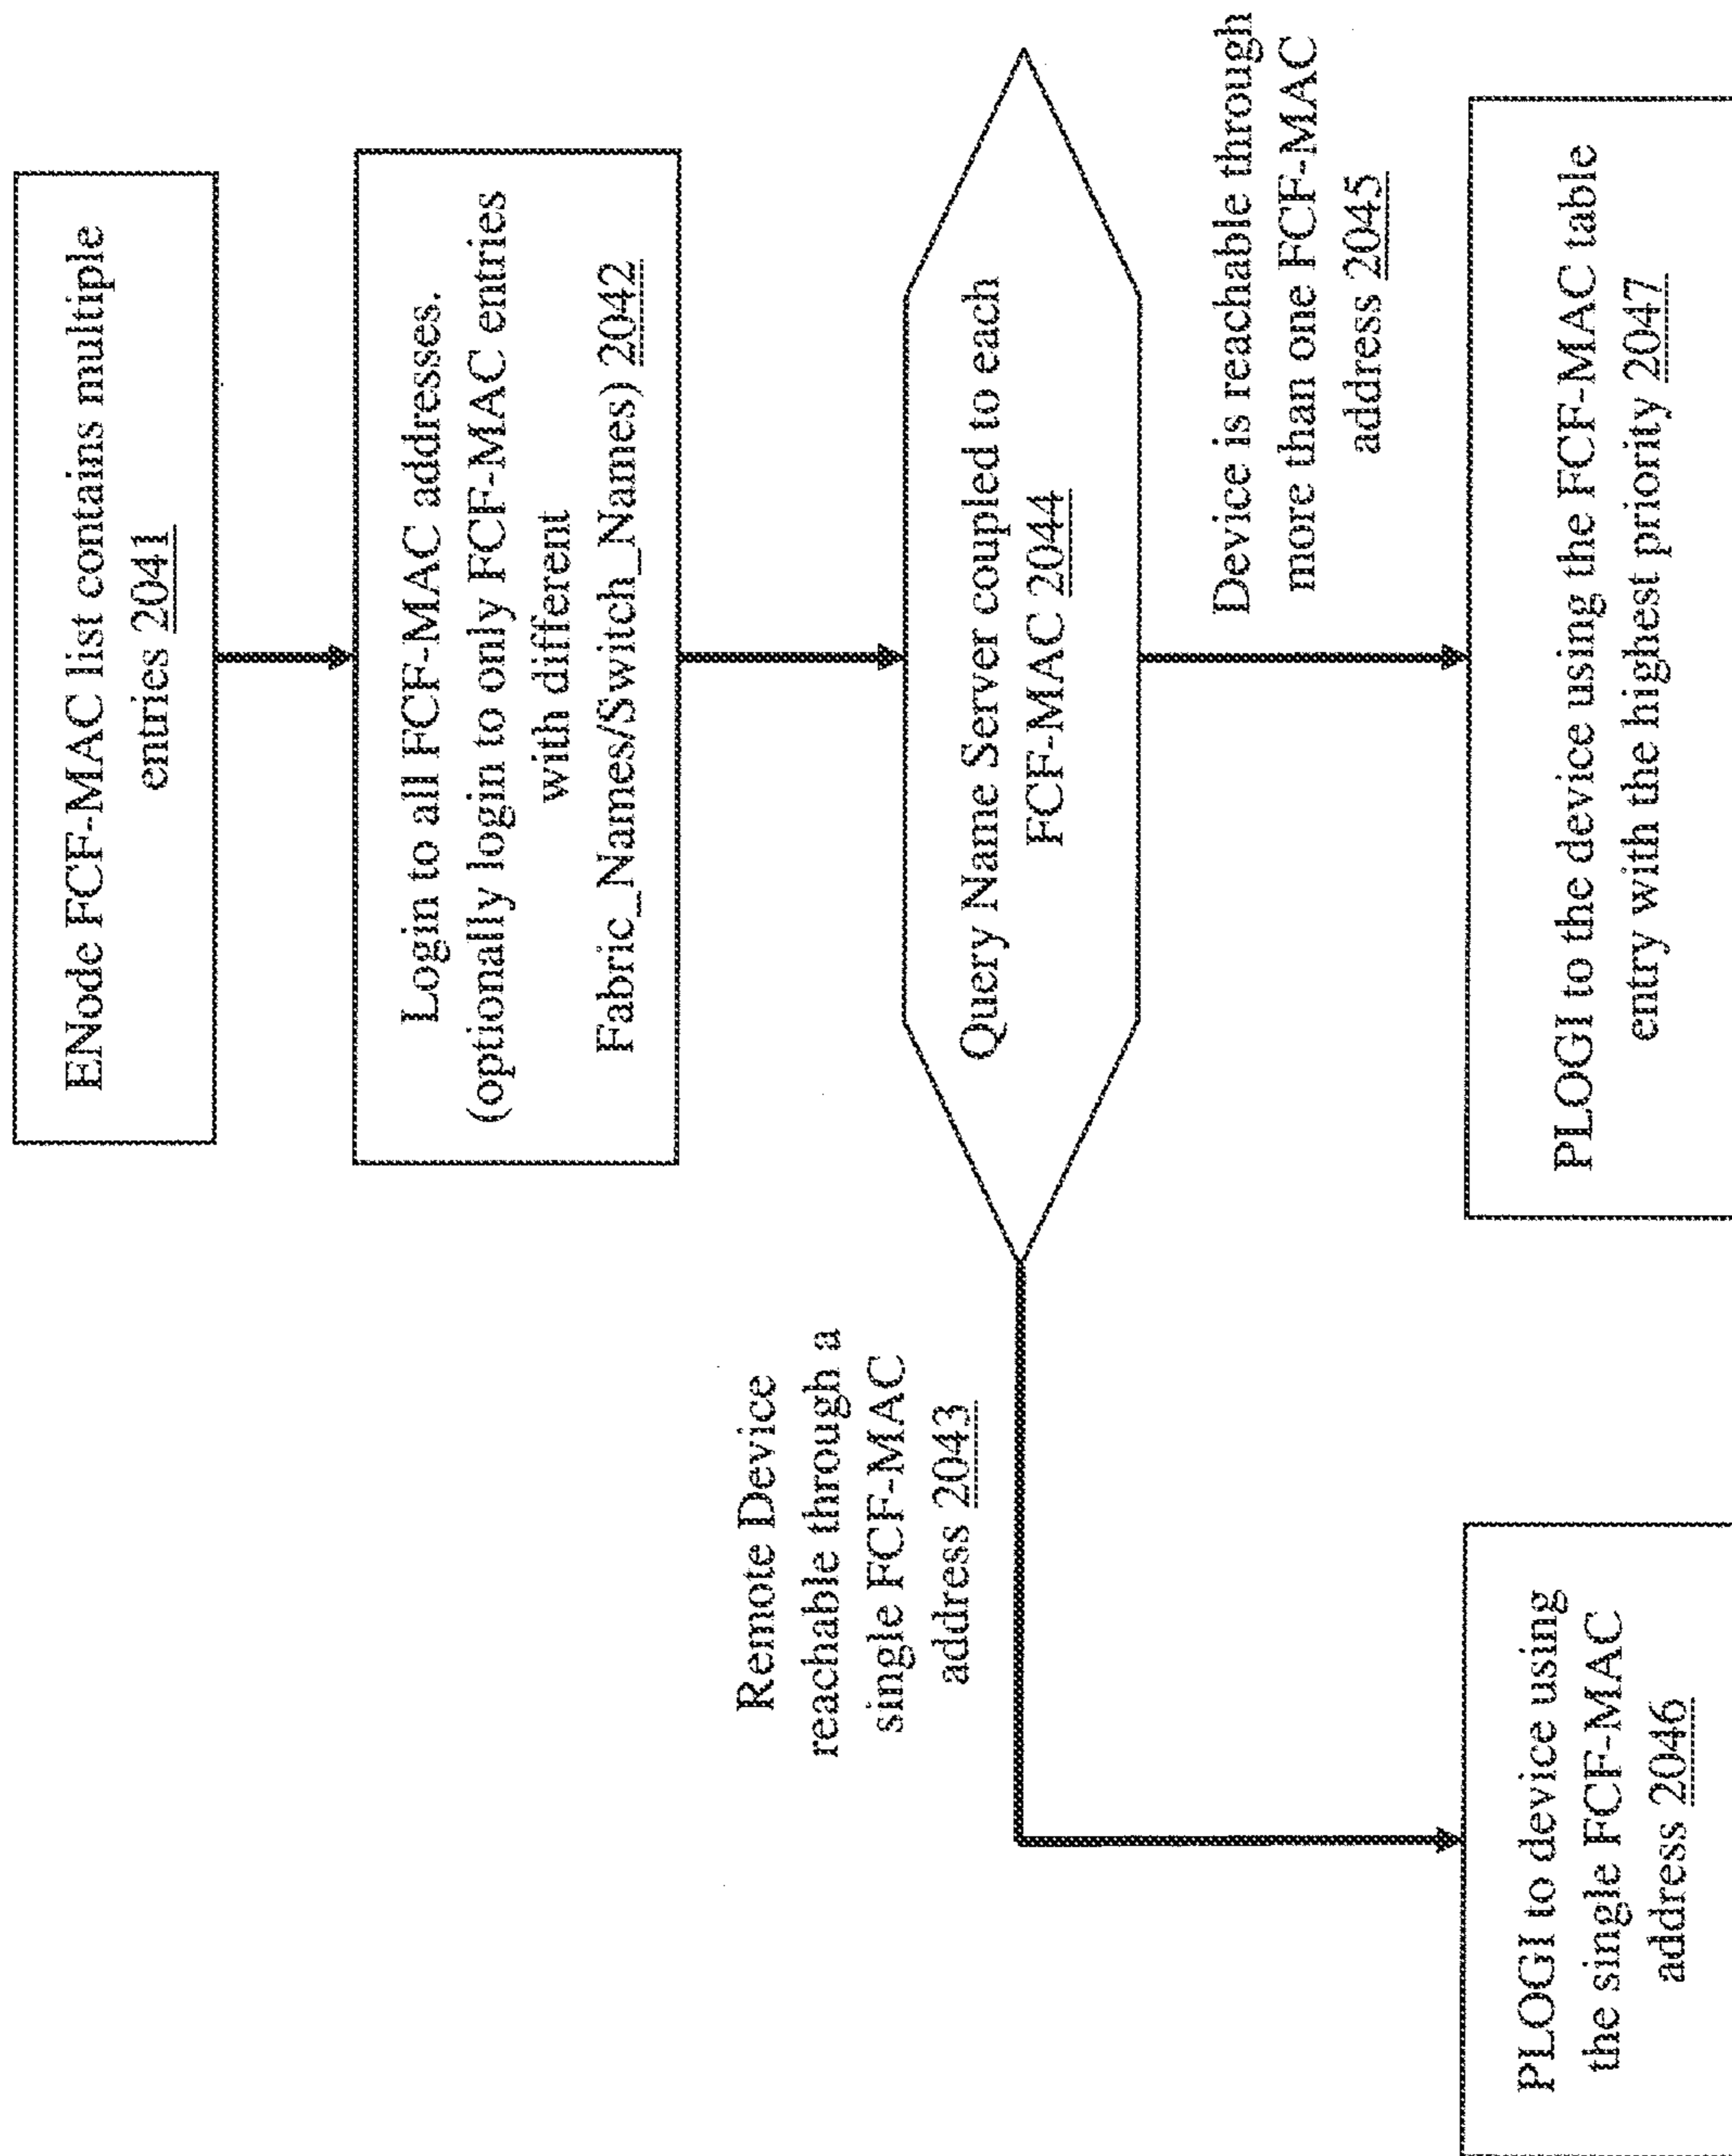 ENode FCF-MAC list contains multiple
entries 2041
Login to all FCF-MAC addresses.
(optionally login to only FCF-MAC entries
with different
Fabric_Names/Switch_Names) 2042
Query Name Server coupled to each
FCF-MAC 2044
Remote Device
reachable through a
single FCF-MAC
address 2043
Device is reachable through
more than one FCF-MAC
address 2045
PLOGI to device using
the single FCF-MAC
address 2046
PLOGI to the device using the FCF-MAC table
entry with the highest priority 2047